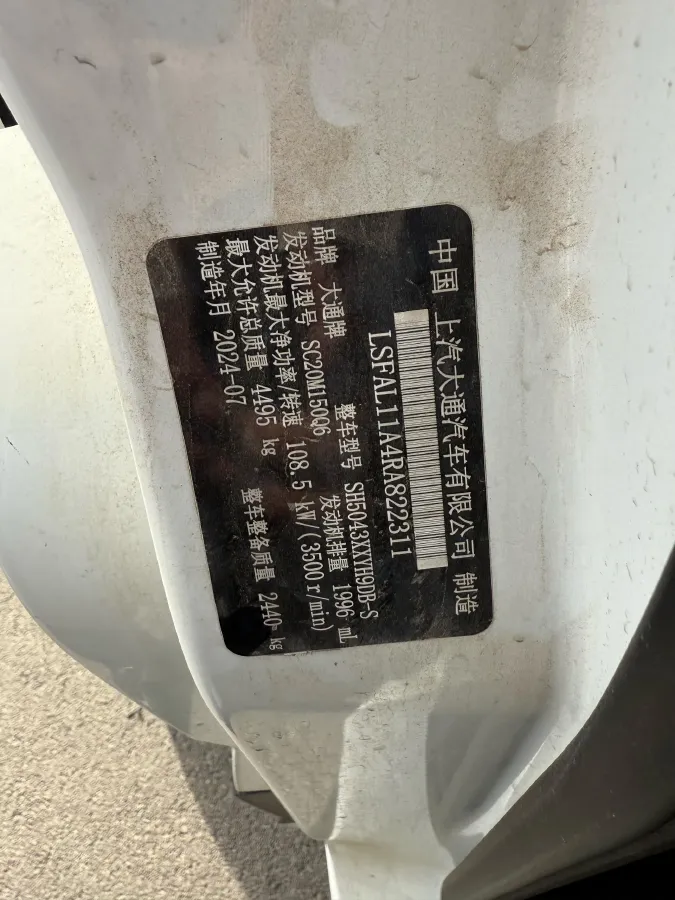 中国 上汽大通汽车有限公司 制造
LSFAL11A4RA822311
品牌 大通牌 整车型号 SH5043XXYH9DB-S
发动机型号 SC20M150Q6 发动机排量 1996 mL
发动机最大净功率/转速 108.5 kW/(3500r/min)
最大允许总质量 4495 kg 整车整备质量 2440 kg
制造年月 2024-07